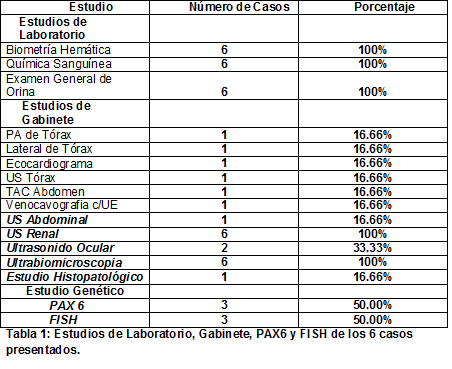 Estudio Número de Casos Porcentaje
Estudios de
Laboratorio
Biometría Hemática 6 100%
Química Sanguínea 6 100%
Examen General de
Orina 6 100%
Estudios de
Gabinete
PA de Tórax 1 16.66%
Lateral de Tórax 1 16.66%
Ecocardiograma 1 16.66%
US Tórax 1 16.66%
TAC Abdomen 1 16.66%
Venocavografía c/UE 1 16.66%
US Abdominal 1 16.66%
US Renal 6 100%
Ultrasonido Ocular 2 33.33%
Ultrabiomicroscopia 6 100%
Estudio Histopatológico 1 16.66%
Estudio Genético
PAX 6 3 50.00%
FISH 3 50.00%
Tabla 1: Estudios de Laboratorio, Gabinete, PAX6 y FISH de los 6 casos
presentados.